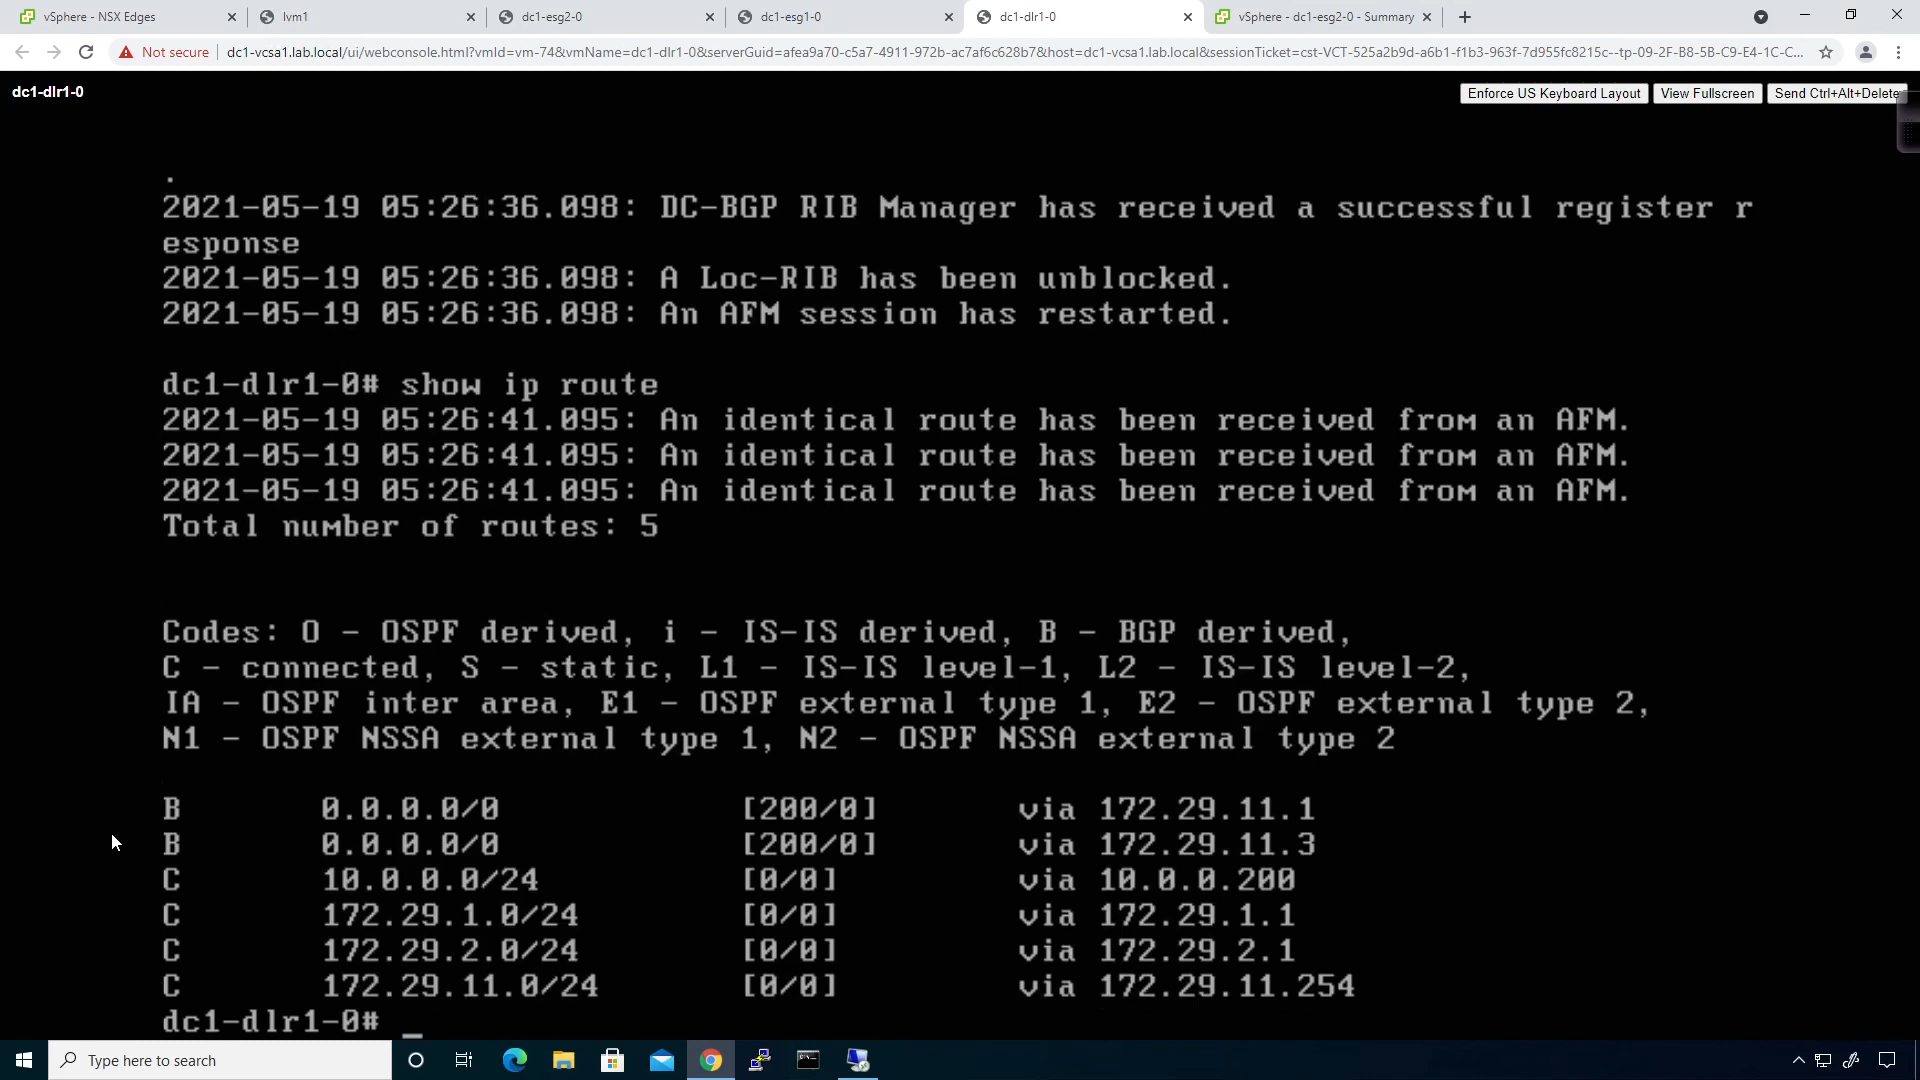 vSphere - NSX Edges
lvm1
dc1-esg2-0
dc1-esg1-0
dc1-dlr1-0
vSphere - dc1-esg2-0 - Summary
Not secure
dc1-vcsa1.lab.local/ui/webconsole.html?vmId=vm-74&vmName=dc1-dlr1-0&serverGuid=afea9a70-c5a7-4911-972b-ac7af6c628b7&host=dc1-vcsa1.lab.local&sessionTicket=cst-VCT-525a2b9d-a6b1-f1b3-963f-7d955fc8215c--tp-09-2F-B8-5B-C9-E4-1C-C...
dc1-dlr1-0
Enforce US Keyboard Layout
View Fullscreen
Send Ctrl+Alt+Delete
.
2021-05-19 05:26:36.098: DC-BGP RIB Manager has received a successful register r
esponse
2021-05-19 05:26:36.098: A Loc-RIB has been unblocked.
2021-05-19 05:26:36.098: An AFM session has restarted.
dc1-dlr1-0# show ip route
2021-05-19 05:26:41.095: An identical route has been received from an AFM.
2021-05-19 05:26:41.095: An identical route has been received from an AFM.
2021-05-19 05:26:41.095: An identical route has been received from an AFM.
Total number of routes: 5
Codes: O - OSPF derived, i - IS-IS derived, B - BGP derived,
C - connected, S - static, L1 - IS-IS level-1, L2 - IS-IS level-2,
IA - OSPF inter area, E1 - OSPF external type 1, E2 - OSPF external type 2,
N1 - OSPF NSSA external type 1, N2 - OSPF NSSA external type 2
B 0.0.0.0/0 [200/0] via 172.29.11.1
B 0.0.0.0/0 [200/0] via 172.29.11.3
C 10.0.0.0/24 [0/0] via 10.0.0.200
C 172.29.1.0/24 [0/0] via 172.29.1.1
C 172.29.2.0/24 [0/0] via 172.29.2.1
C 172.29.11.0/24 [0/0] via 172.29.11.254
dc1-dlr1-0# _
Type here to search